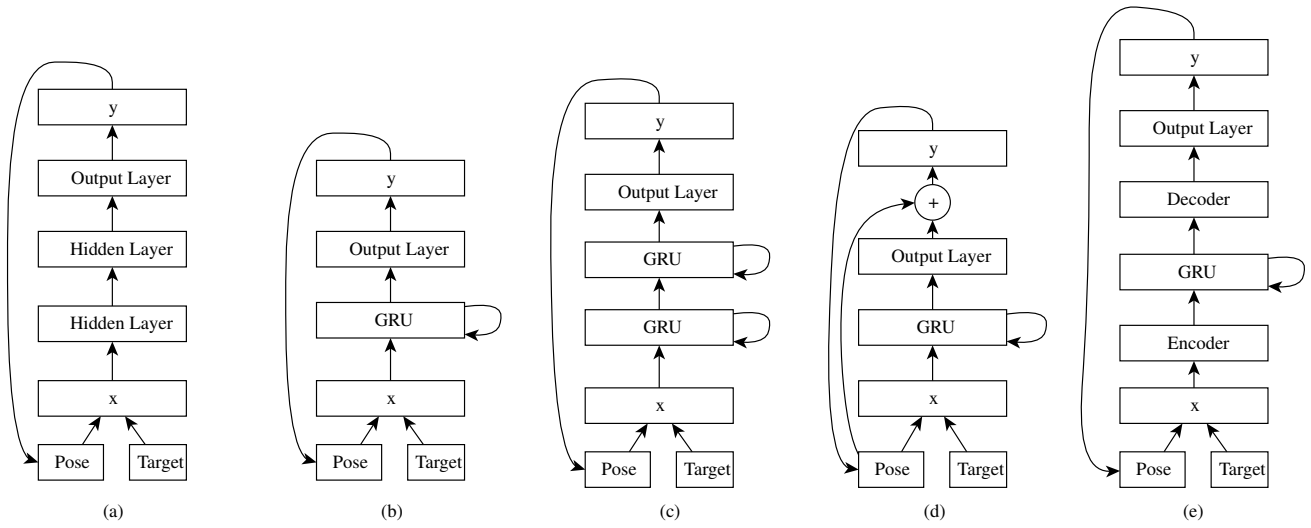 y
Output Layer
Hidden Layer
Hidden Layer
x
Pose
Target
(a)
y
Output Layer
GRU
x
Pose
Target
(b)
y
Output Layer
GRU
GRU
x
Pose
Target
(c)
y
+
Output Layer
GRU
x
Pose
Target
(d)
y
Output Layer
Decoder
GRU
Encoder
x
Pose
Target
(e)